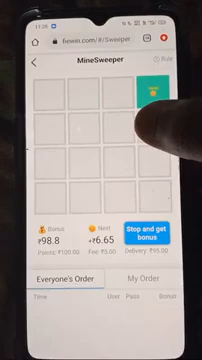 11:26
fiewin.com/#/Sweeper
MineSweeper
Rule
Bonus
Next
Stop and get bonus
₹98.8
+₹6.65
Points: ₹100.00
Fee: ₹5.00
Delivery: ₹95.00
Everyone's Order
My Order
Time
User
Pass
Bonus